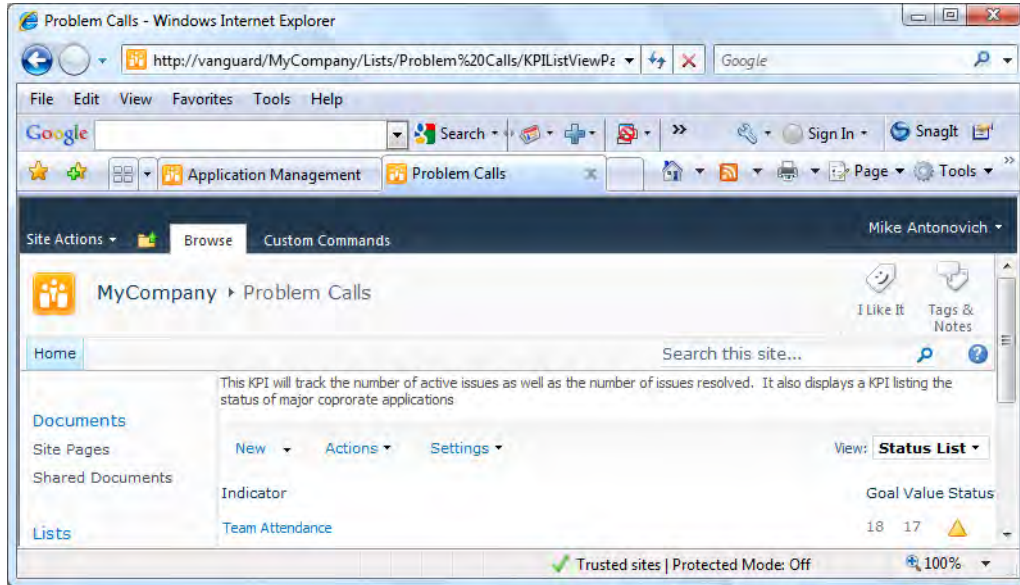 Problem Calls - Windows Internet Explorer
http://vanguard/MyCompany/Lists/Problem%20Calls/KPIListViewPa
Google
File Edit View Favorites Tools Help
Google Search Sign In SnagIt
Application Management Problem Calls Page Tools
Site Actions Browse Custom Commands Mike Antonovich
MyCompany Problem Calls
I Like It Tags & Notes
Home Search this site...
This KPI will track the number of active issues as well as the number of issues resolved. It also displays a KPI listing the
status of major coprorate applications
Documents
Site Pages
Shared Documents
Lists
New Actions Settings View: Status List
Indicator Goal Value Status
Team Attendance 18 17
Trusted sites | Protected Mode: Off 100%